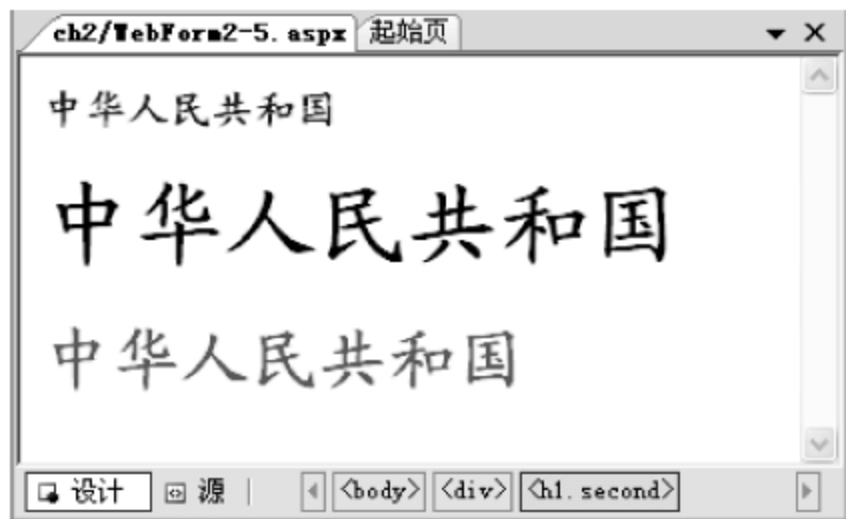 ch2/WebForm2-5.aspx 起始页
中华人民共和国
中华人民共和国
中华人民共和国
设计 源 <body> <div> <h1.second>